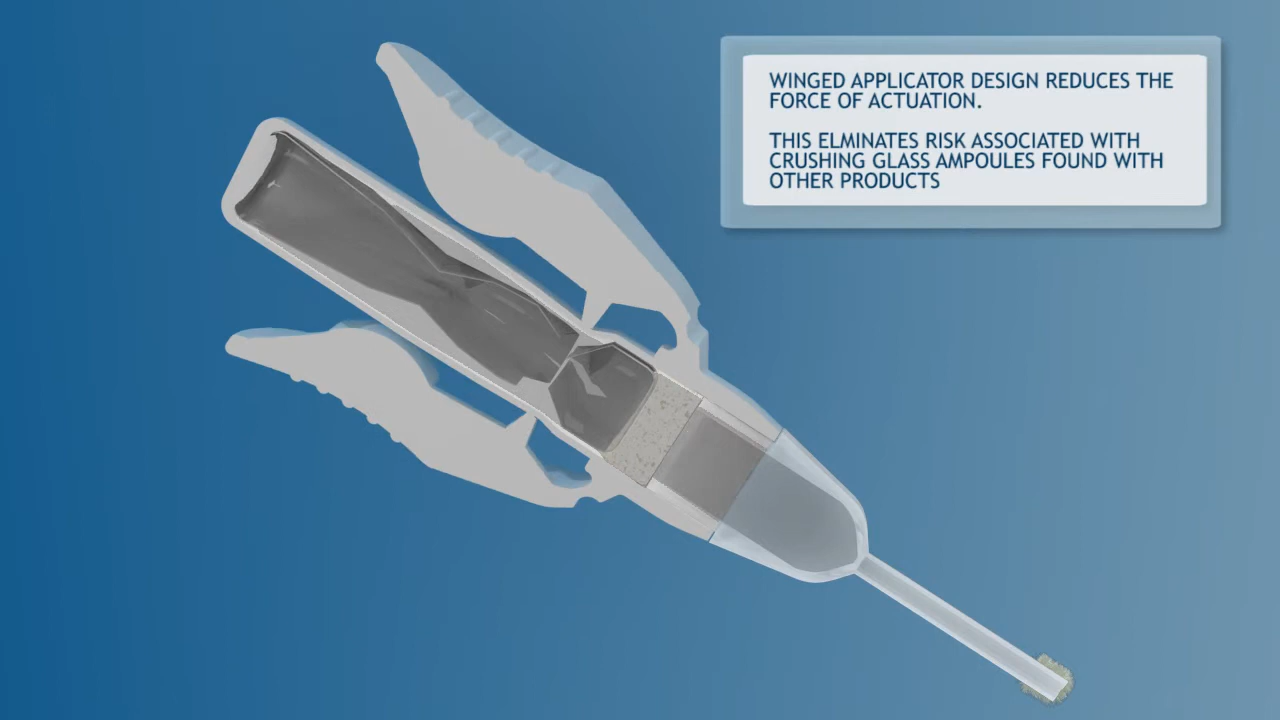 WINGED APPLICATOR DESIGN REDUCES THE
FORCE OF ACTUATION.
THIS ELMINATES RISK ASSOCIATED WITH
CRUSHING GLASS AMPOULES FOUND WITH
OTHER PRODUCTS